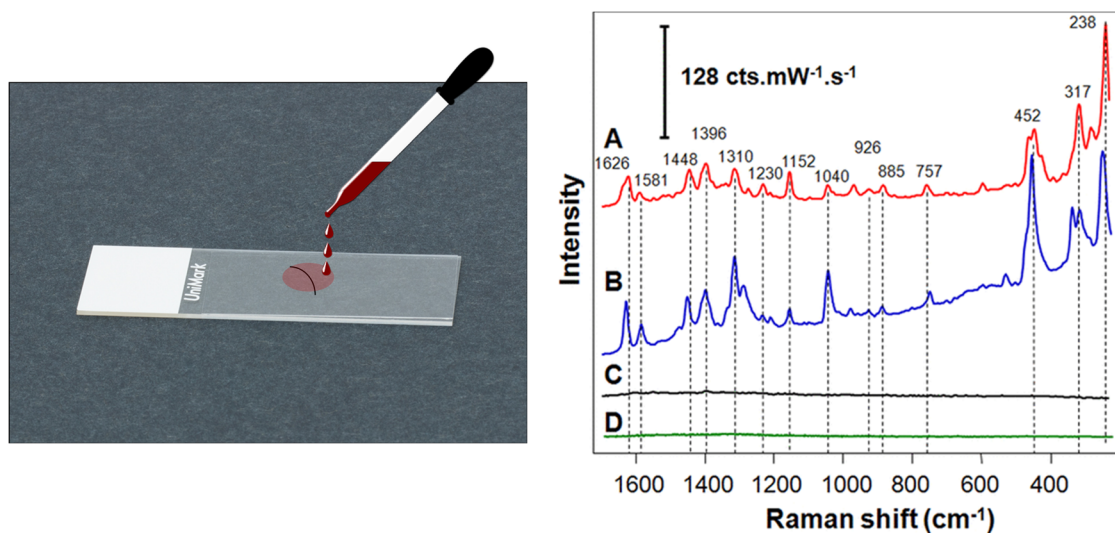 UniMark
128 cts.mW⁻¹.s⁻¹
238
317
452
A
1626
1581
1448
1396
1310
1230
1152
1040
926
885
757
B
C
D
Intensity
1600 1400 1200 1000 800 600 400
Raman shift (cm⁻¹)